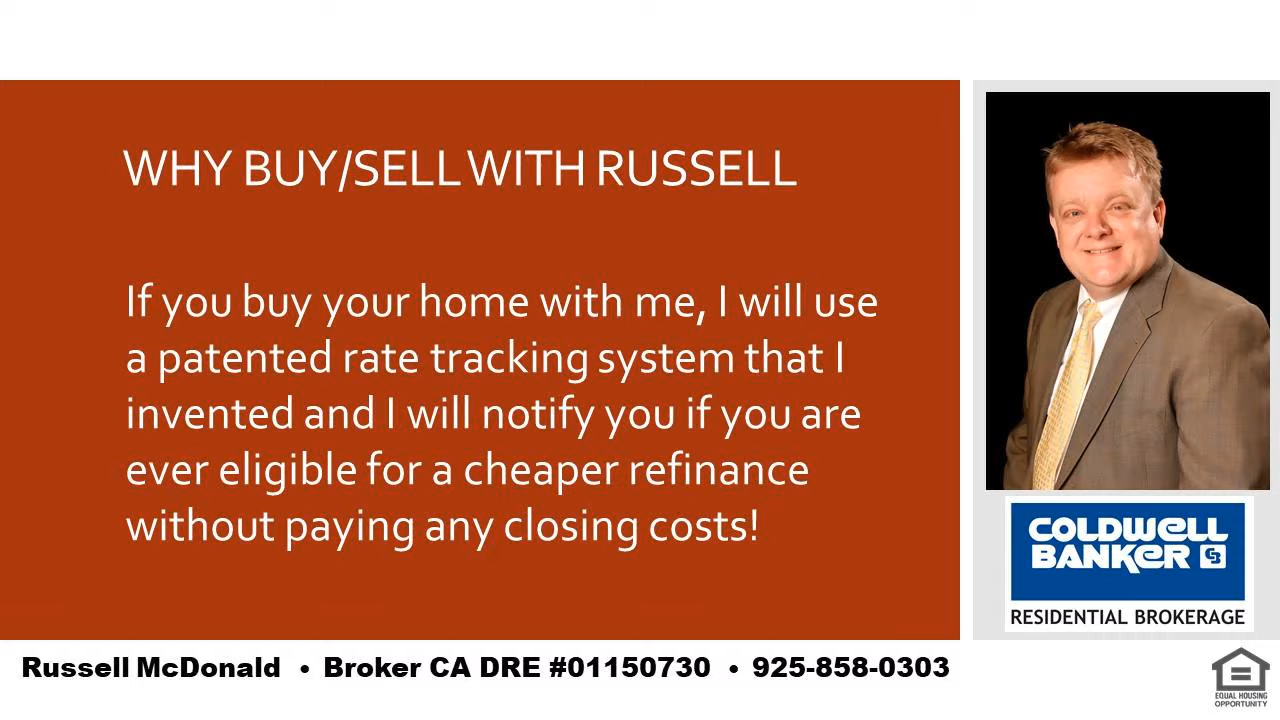 WHY BUY/SELL WITH RUSSELL
If you buy your home with me, I will use
a patented rate tracking system that I
invented and I will notify you if you are
ever eligible for a cheaper refinance
without paying any closing costs!
COLDWELL
BANKER CB
RESIDENTIAL BROKERAGE
Russell McDonald • Broker CA DRE #01150730 • 925-858-0303
EQUAL HOUSING
OPPORTUNITY